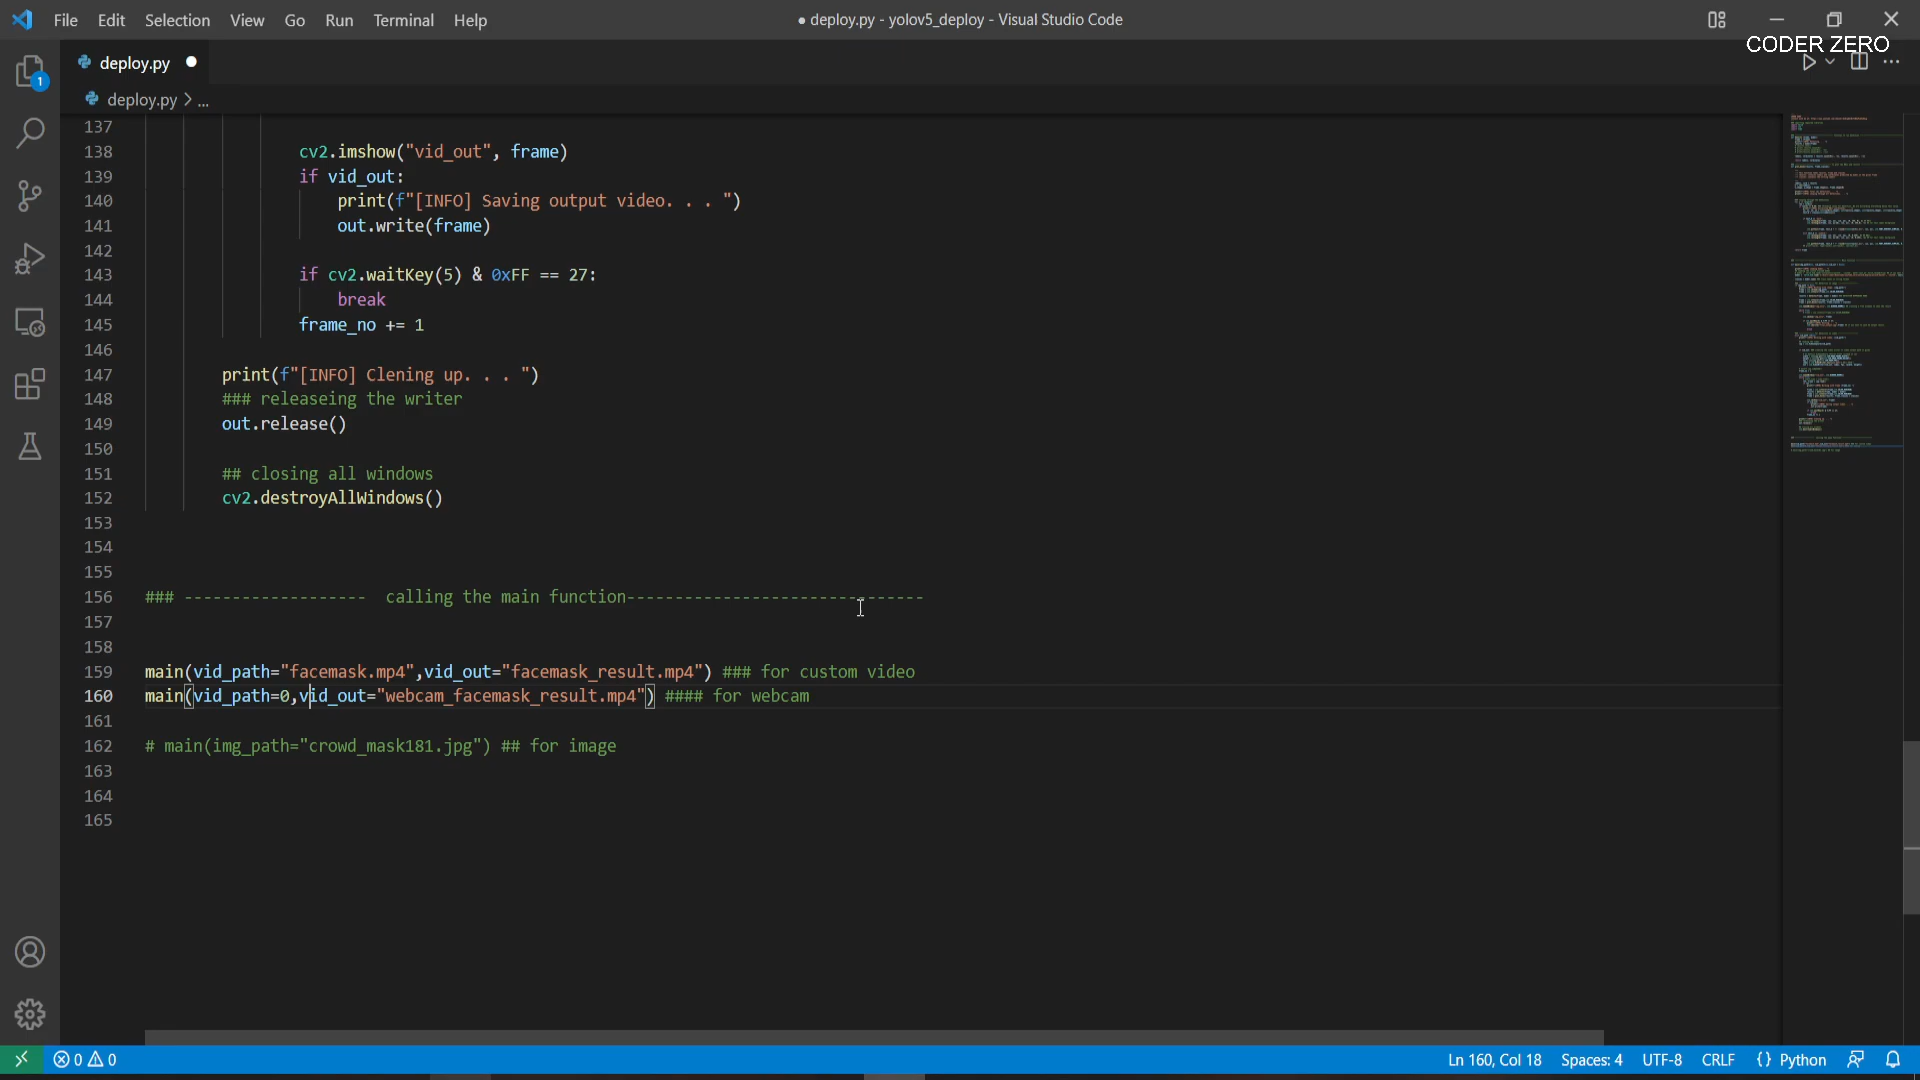 File Edit Selection View Go Run Terminal Help
● deploy.py - yolov5_deploy - Visual Studio Code
CODER ZERO
deploy.py
1
deploy.py > ...
137
138 cv2.imshow("vid_out", frame)
139 if vid_out:
140 print(f"[INFO] Saving output video. . . ")
141 out.write(frame)
142
143 if cv2.waitKey(5) & 0xFF == 27:
144 break
145 frame_no += 1
146
147 print(f"[INFO] Clening up. . . ")
148 ### releaseing the writer
149 out.release()
150
151 ## closing all windows
152 cv2.destroyAllWindows()
153
154
155
156 ### ------------------- calling the main function-------------------------------
157
158
159 main(vid_path="facemask.mp4",vid_out="facemask_result.mp4") ### for custom video
160 main(vid_path=0,vid_out="webcam_facemask_result.mp4") #### for webcam
161
162 # main(img_path="crowd_mask181.jpg") ## for image
163
164
165
0 0
Ln 160, Col 18 Spaces: 4 UTF-8 CRLF {} Python